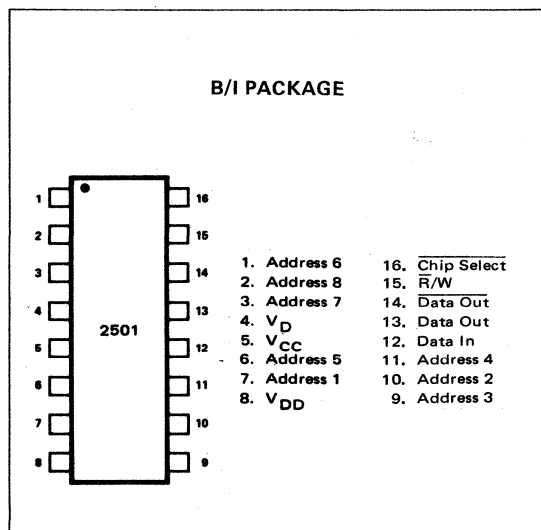 B/I PACKAGE
1 16
2 15
3 14
4 13
5 12
6 11
7 10
8 9
2501
1. Address 6
2. Address 8
3. Address 7
4. VD
5. VCC
6. Address 5
7. Address 1
8. VDD
16. Chip Select
15. R/W
14. Data Out
13. Data Out
12. Data In
11. Address 4
10. Address 2
9. Address 3